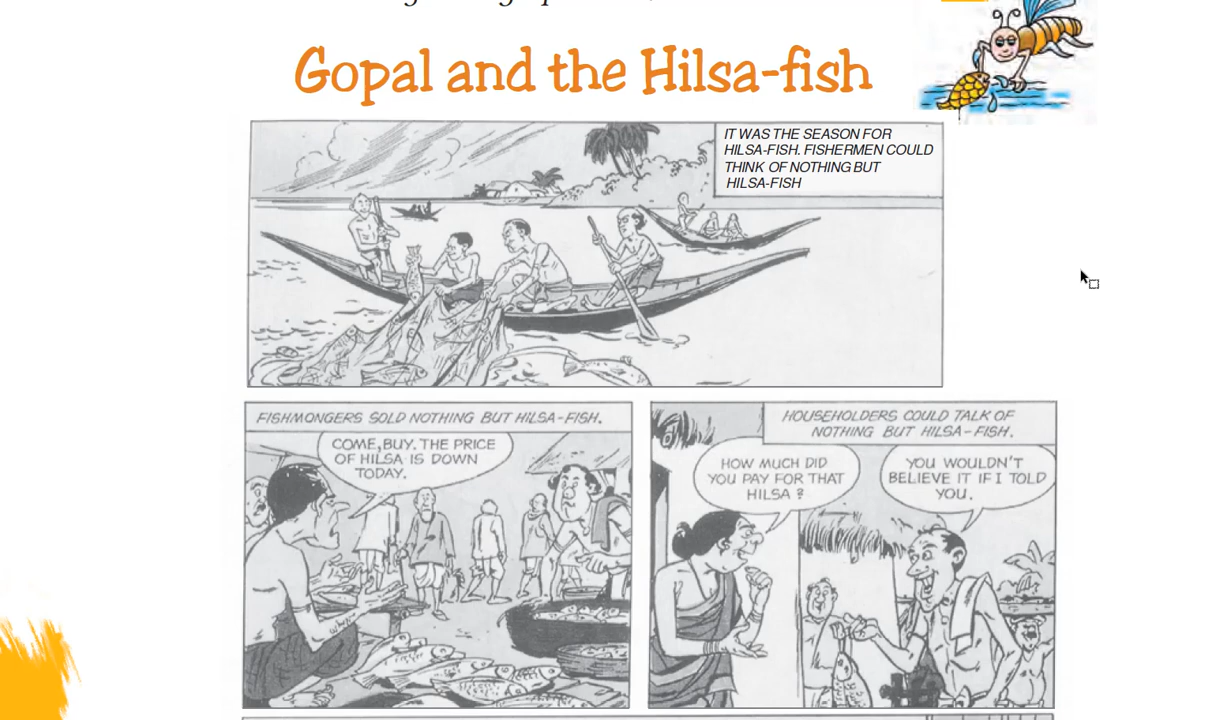 Gopal and the Hilsa-fish
IT WAS THE SEASON FOR
HILSA-FISH. FISHERMEN COULD
THINK OF NOTHING BUT
HILSA-FISH
FISHMONGERS SOLD NOTHING BUT HILSA-FISH.
COME, BUY. THE PRICE
OF HILSA IS DOWN
TODAY.
HOUSEHOLDERS COULD TALK OF
NOTHING BUT HILSA-FISH.
HOW MUCH DID
YOU PAY FOR THAT
HILSA ?
YOU WOULDN'T
BELIEVE IT IF I TOLD
YOU.